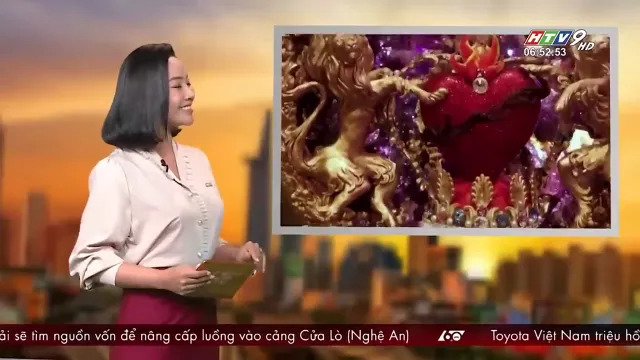 HTV9 HD
06:52:53
ải sẽ tìm nguồn vốn để nâng cấp luồng vào cảng Cửa Lò (Nghệ An) 60 Toyota Việt Nam triệu hồ